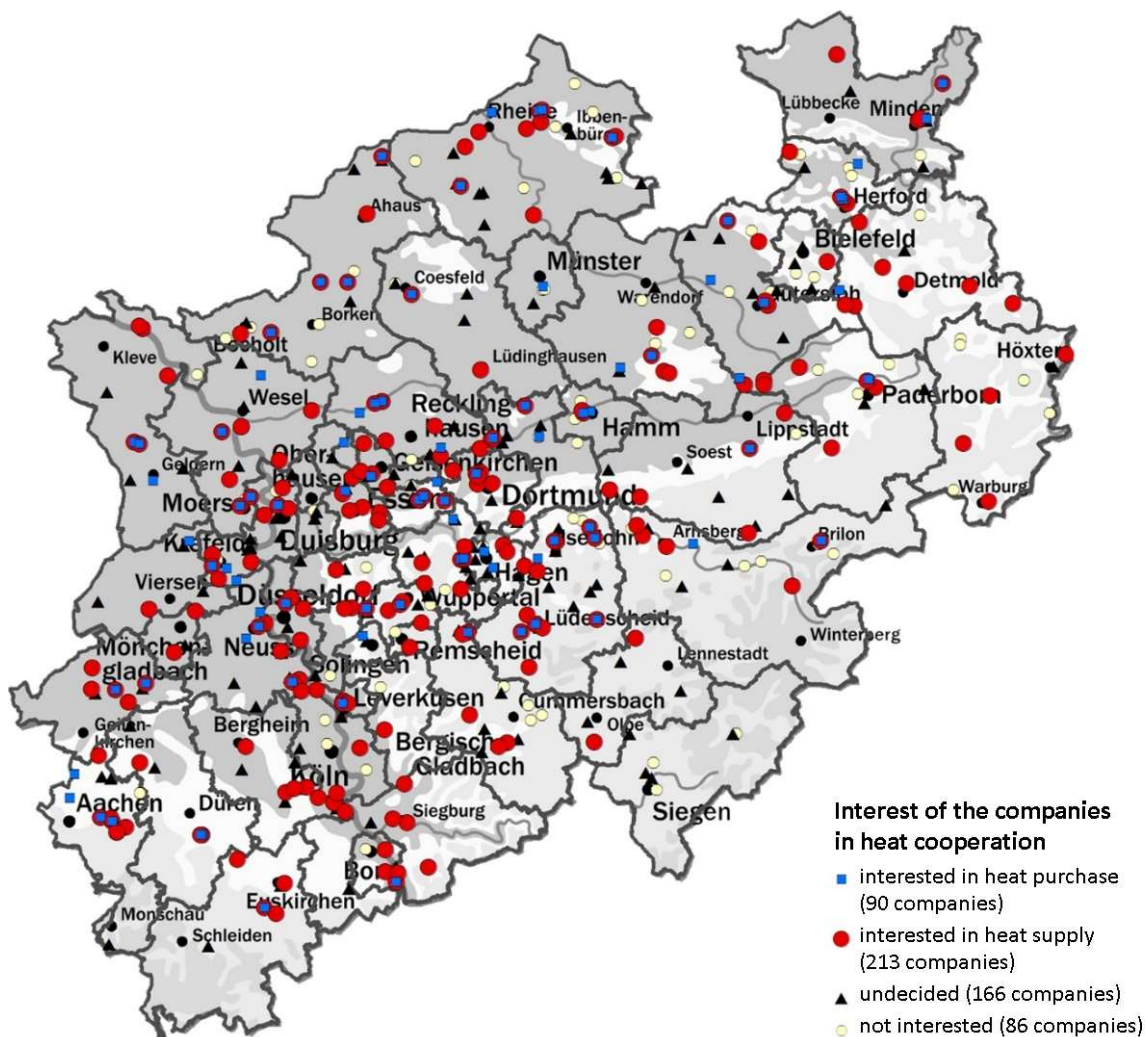 Rheine
Ibben-
büren
Lübbecke
Minden
Herford
Ahaus
Bielefeld
Münster
Coesfeld
Detmold
Warendorf
Gütersloh
Borken
Bocholt
Kleve
Lüdinghausen
Höxter
Wesel
Paderborn
Reckling-
hausen
Hamm
Lippstadt
Geldern
Ober-
hausen
Gelsenkirchen
Soest
Moers
Essen
Dortmund
Warburg
Krefeld
Duisburg
Iserlohn
Arnsberg
Brilon
Viersen
Hagen
Düsseldorf
Wuppertal
Lüdenscheid
Winterberg
Mönchen-
gladbach
Neuss
Solingen
Remscheid
Lennestadt
Leverkusen
Gummersbach
Geilen-
kirchen
Bergheim
Olpe
Bergisch
Gladbach
Köln
Aachen
Düren
Siegburg
Siegen
Bonn
Euskirchen
Monschau
Schleiden
Interest of the companies
in heat cooperation
interested in heat purchase
(90 companies)
interested in heat supply
(213 companies)
undecided (166 companies)
not interested (86 companies)